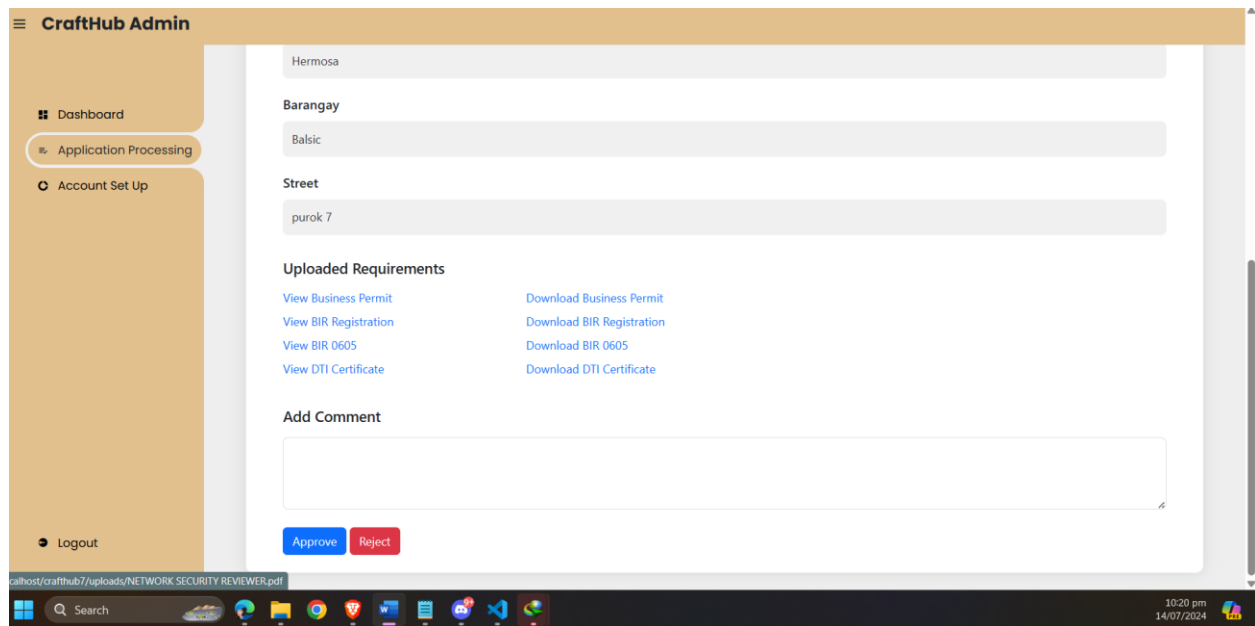 CraftHub Admin
Dashboard
Application Processing
Account Set Up
Logout
Hermosa
Barangay
Balsic
Street
purok 7
Uploaded Requirements
View Business Permit Download Business Permit
View BIR Registration Download BIR Registration
View BIR 0605 Download BIR 0605
View DTI Certificate Download DTI Certificate
Add Comment
Approve Reject
calhost/crafthub7/uploads/NETWORK SECURITY REVIEWER.pdf
Search
10:20 pm
14/07/2024